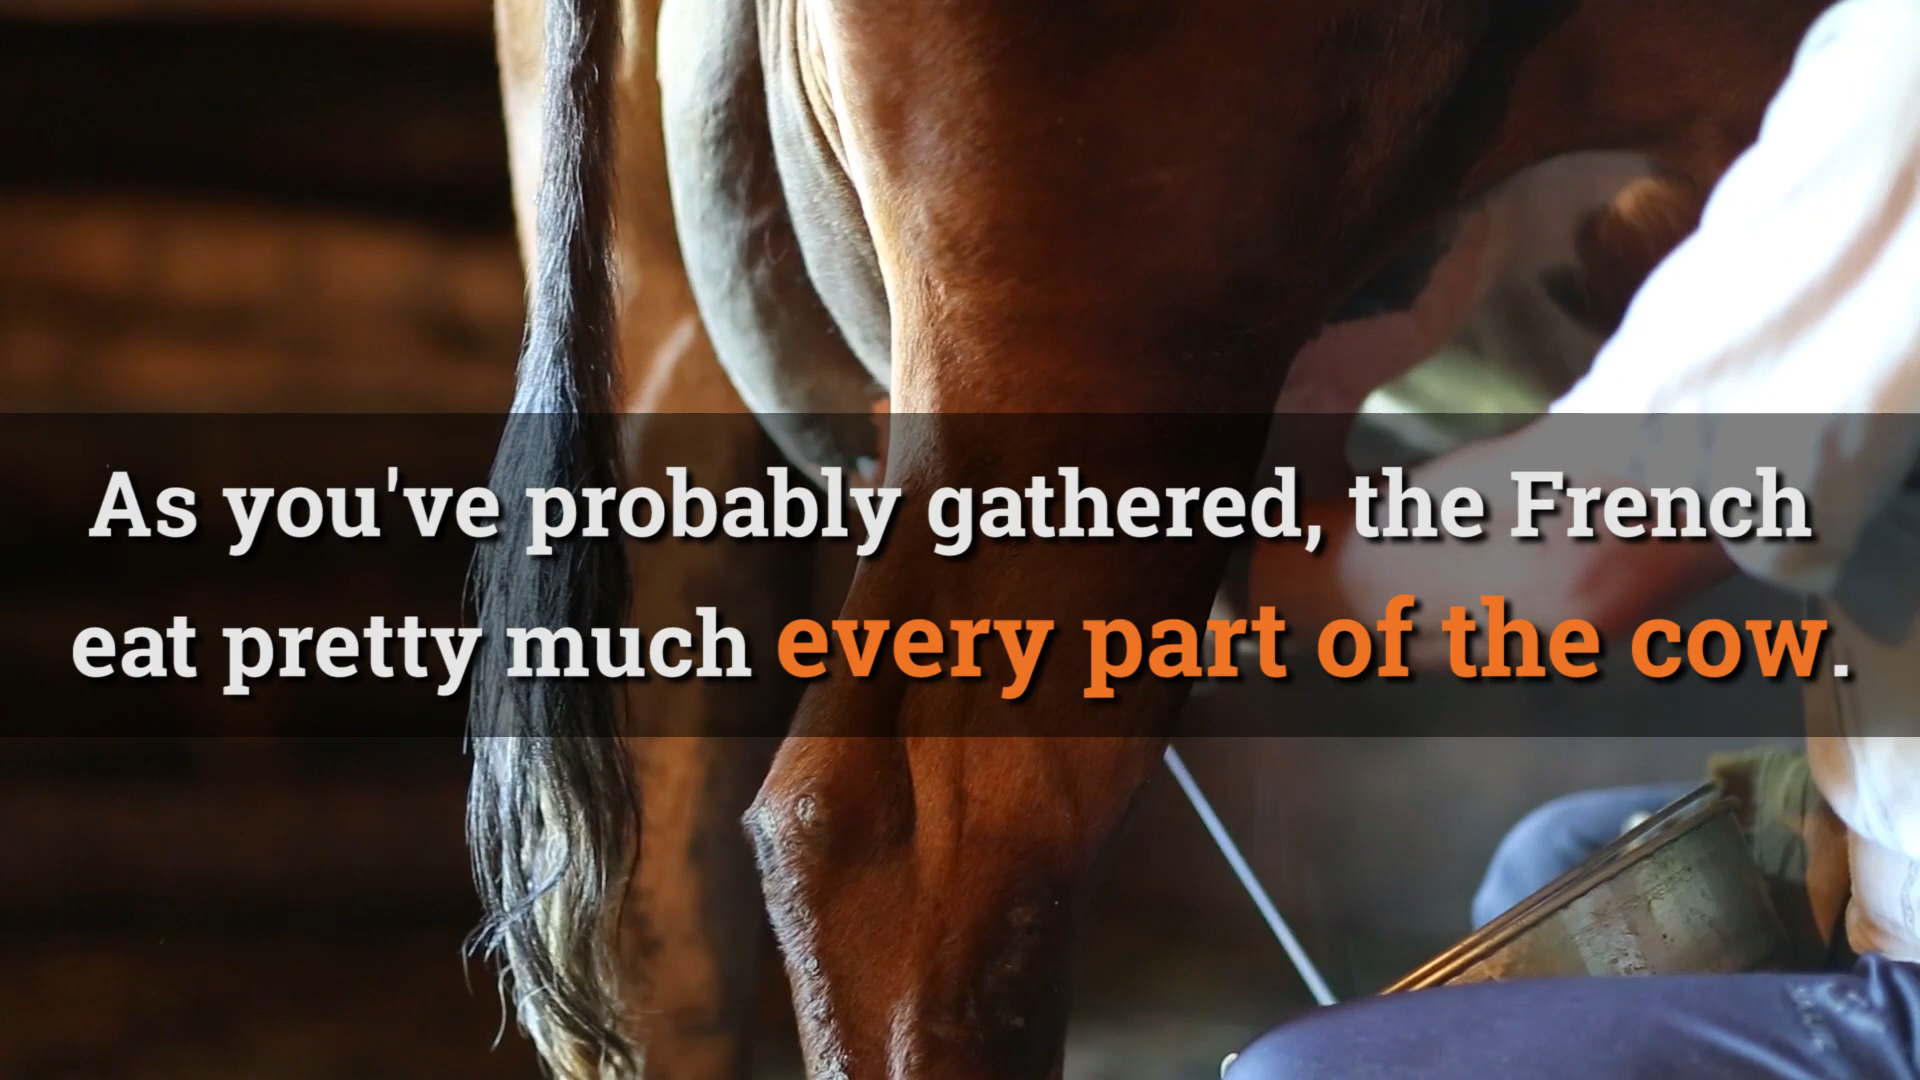 As you've probably gathered, the French
eat pretty much every part of the cow.